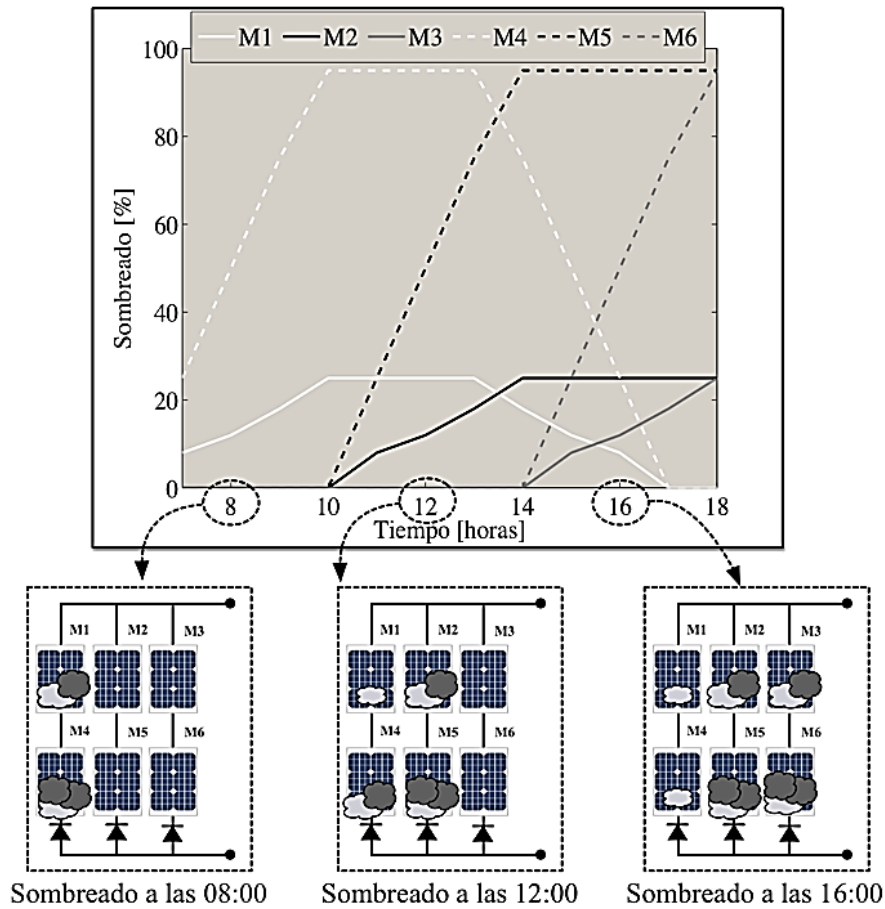 M1 M2 M3 M4 M5 M6
100
80
60
40
20
0
Sombreado [%]
8 10 12 14 16 18
Tiempo [horas]
M1 M2 M3
M4 M5 M6
Sombreado a las 08:00
M1 M2 M3
M4 M5 M6
Sombreado a las 12:00
M1 M2 M3
M4 M5 M6
Sombreado a las 16:00